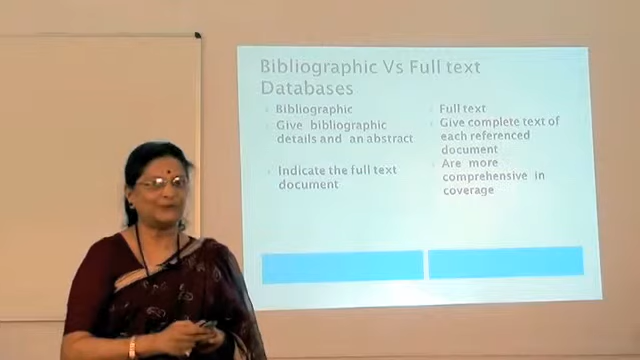 Bibliographic Vs Full text
Databases
Bibliographic
Give bibliographic
details and an abstract
Indicate the full text
document
Full text
Give complete text of
each referenced
document
Are more
comprehensive in
coverage